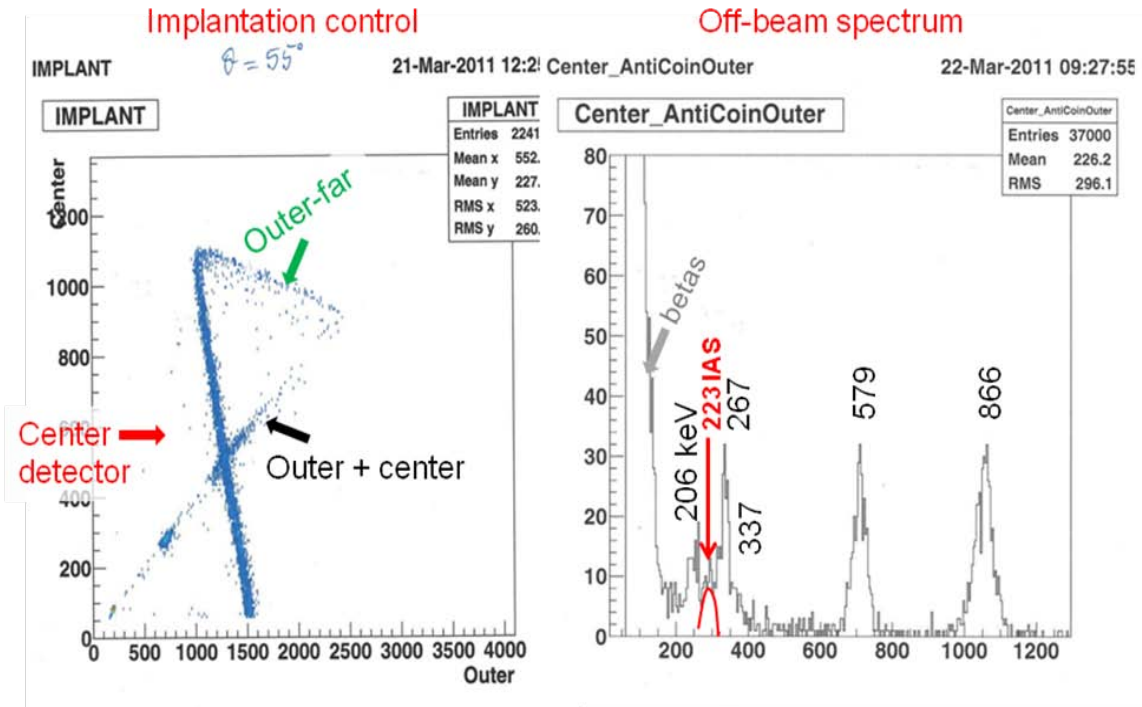 Implantation control
Off-beam spectrum
IMPLANT
θ = 55°
21-Mar-2011 12:2
IMPLANT
IMPLANT
Entries 2241
Mean x 552.
Mean y 227.
RMS x 523.
RMS y 260.
Center
1200
1000
800
400
200
0
0 500 1000 1500 2000 2500 3000 3500 4000
Outer
Outer-far
Center
detector
Outer + center
Center_AntiCoinOuter
22-Mar-2011 09:27:55
Center_AntiCoinOuter
Center_AntiCoinOuter
Entries 37000
Mean 226.2
RMS 296.1
80
70
60
50
40
30
20
10
0
200 400 600 800 1000 1200
betas
206 keV
223 IAS
267
337
579
866